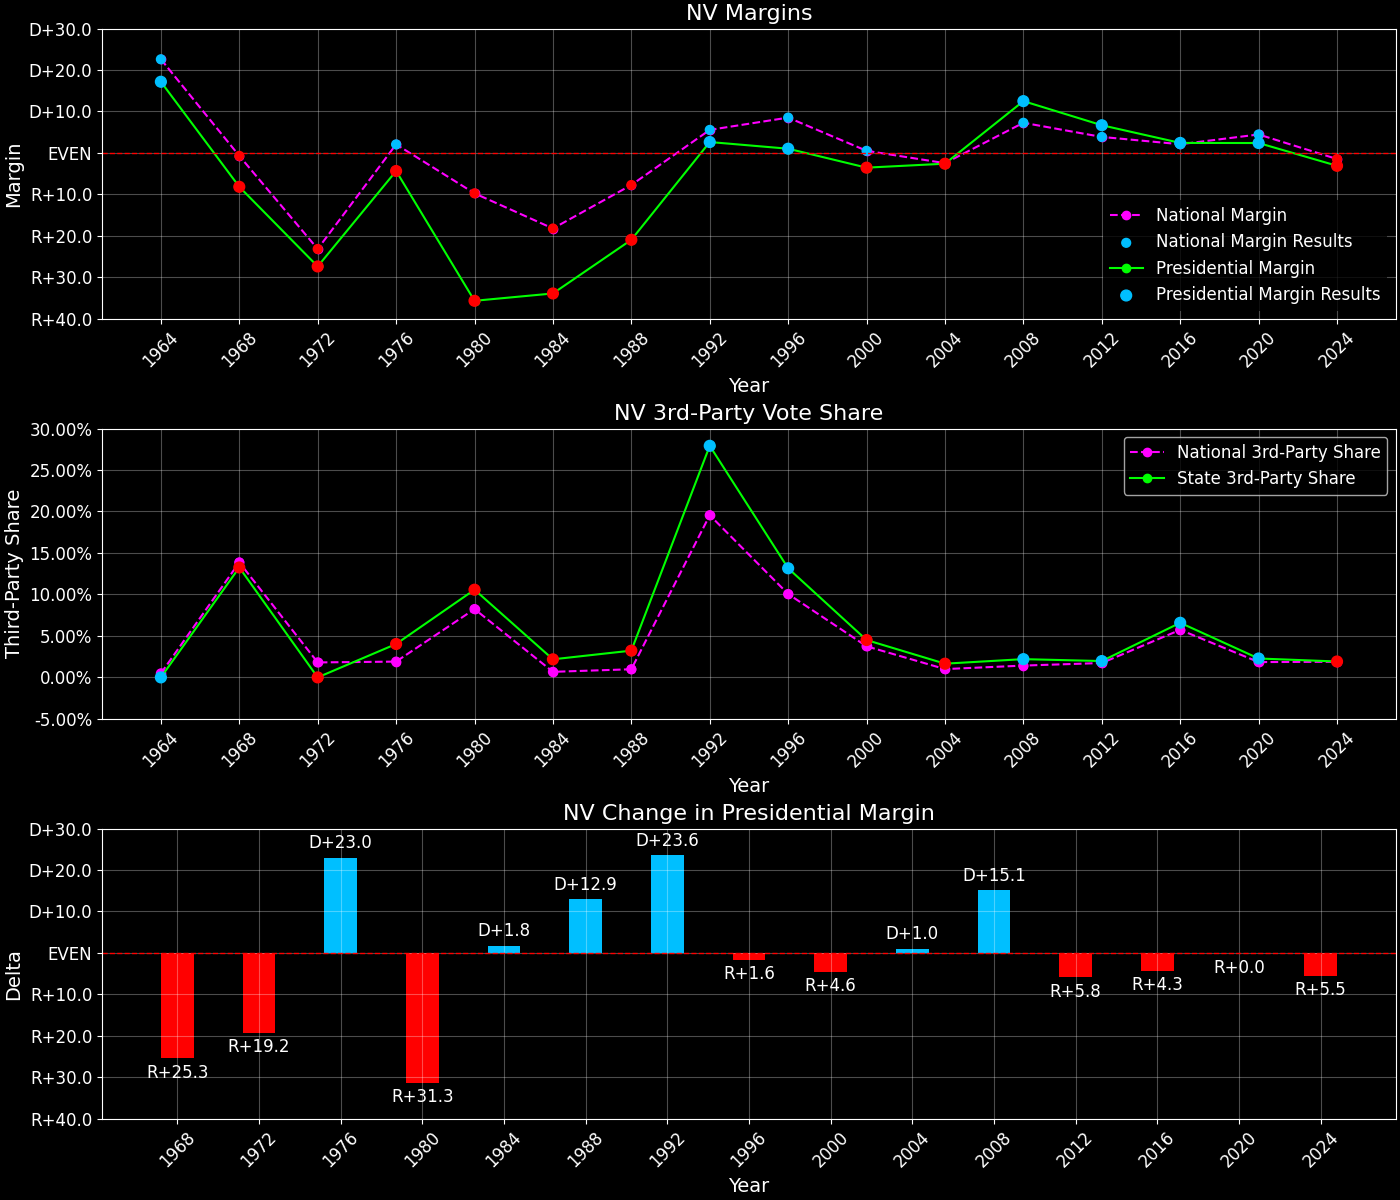 NV Margins
D+30.0
D+20.0
D+10.0
EVEN
R+10.0
R+20.0
R+30.0
R+40.0
Margin
National Margin
National Margin Results
Presidential Margin
Presidential Margin Results
1964 1968 1972 1976 1980 1984 1988 1992 1996 2000 2004 2008 2012 2016 2020 2024
Year
NV 3rd-Party Vote Share
30.00%
25.00%
20.00%
15.00%
10.00%
5.00%
0.00%
-5.00%
Third-Party Share
National 3rd-Party Share
State 3rd-Party Share
1964 1968 1972 1976 1980 1984 1988 1992 1996 2000 2004 2008 2012 2016 2020 2024
Year
NV Change in Presidential Margin
D+30.0
D+20.0
D+10.0
EVEN
R+10.0
R+20.0
R+30.0
R+40.0
Delta
R+25.3
R+19.2
D+23.0
R+31.3
D+1.8
D+12.9
D+23.6
R+1.6
R+4.6
D+1.0
D+15.1
R+5.8
R+4.3
R+0.0
R+5.5
1968 1972 1976 1980 1984 1988 1992 1996 2000 2004 2008 2012 2016 2020 2024
Year